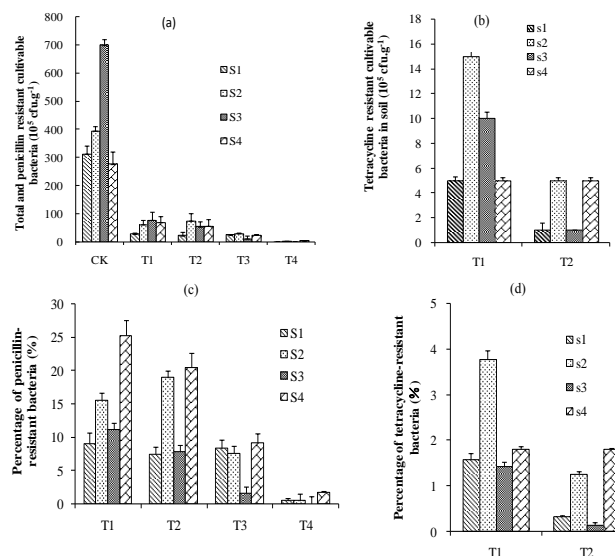 (a)
Total and penicillin resistant cultivable
bacteria (10⁵ cfu.g⁻¹)
800
700
600
500
400
300
200
100
0
CK T1 T2 T3 T4
S1
S2
S3
S4
(b)
Tetracycline resistant cultivable
bacteria in soil (10⁵ cfu.g⁻¹)
16
14
12
10
8
6
4
2
0
T1 T2
s1
s2
s3
s4
(c)
Percentage of penicillin-
resistant bacteria (%)
30
25
20
15
10
5
0
T1 T2 T3 T4
S1
S2
S3
S4
(d)
Percentage of tetracycline-resistant
bacteria (%)
6
4
2
0
T1 T2
s1
s2
s3
s4